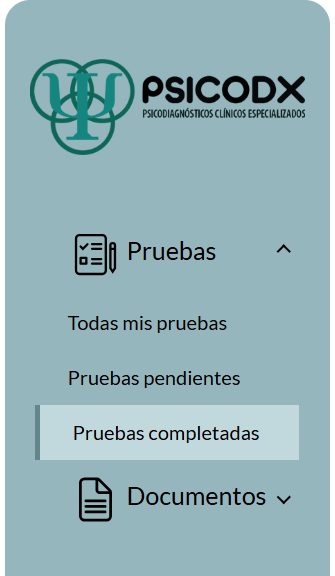 PSICODX
PSICODIAGNÓSTICOS CLÍNICOS ESPECIALIZADOS
Pruebas
Todas mis pruebas
Pruebas pendientes
Pruebas completadas
Documentos